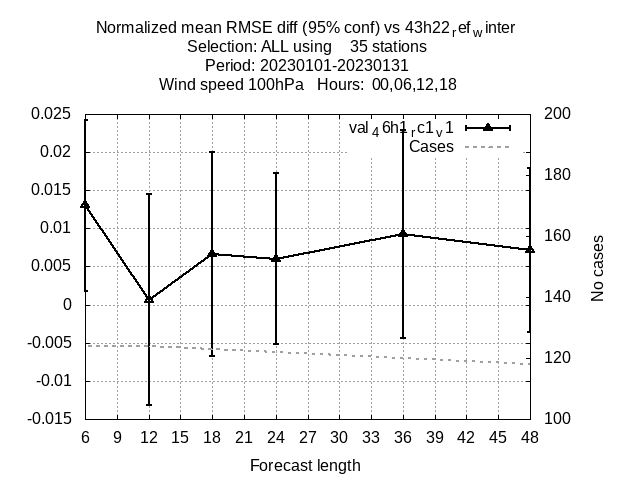 Normalized mean RMSE diff (95% conf) vs 43h22refwinter
Selection: ALL using 35 stations
Period: 20230101-20230131
Wind speed 100hPa Hours: 00,06,12,18
val46h1rc1v1
Cases
0.025
0.02
0.015
0.01
0.005
0
-0.005
-0.01
-0.015
200
180
160
140
120
100
No cases
6 9 12 15 18 21 24 27 30 33 36 39 42 45 48
Forecast length